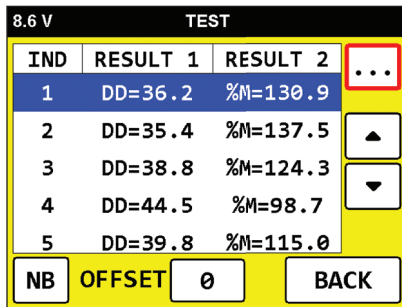 8.6 V TEST
IND RESULT 1 RESULT 2 ...
1 DD=36.2 %M=130.9
2 DD=35.4 %M=137.5
3 DD=38.8 %M=124.3
4 DD=44.5 %M=98.7
5 DD=39.8 %M=115.0
NB OFFSET 0 BACK